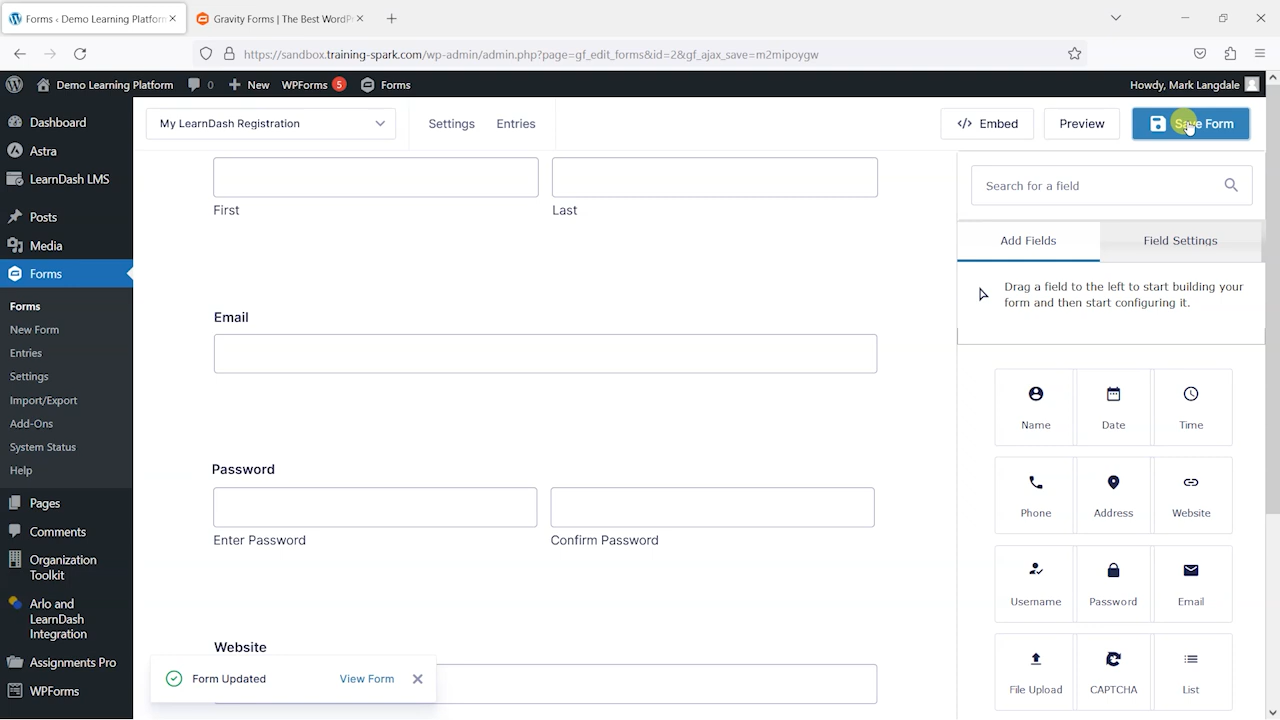 Forms ‹ Demo Learning Platform
Gravity Forms | The Best WordPr
https://sandbox.training-spark.com/wp-admin/admin.php?page=gf_edit_forms&id=2&gf_ajax_save=m2mipoygw
Demo Learning Platform
0
New
WPForms 5
Forms
Howdy, Mark Langdale
Dashboard
Astra
LearnDash LMS
Posts
Media
Forms
Forms
New Form
Entries
Settings
Import/Export
Add-Ons
System Status
Help
Pages
Comments
Organization
Toolkit
Arlo and
LearnDash
Integration
Assignments Pro
WPForms
My LearnDash Registration
Settings
Entries
</> Embed
Preview
Save Form
First
Last
Email
Password
Enter Password
Confirm Password
Website
Form Updated
View Form
Search for a field
Add Fields
Field Settings
Drag a field to the left to start building your
form and then start configuring it.
Name
Date
Time
Phone
Address
Website
Username
Password
Email
File Upload
CAPTCHA
List